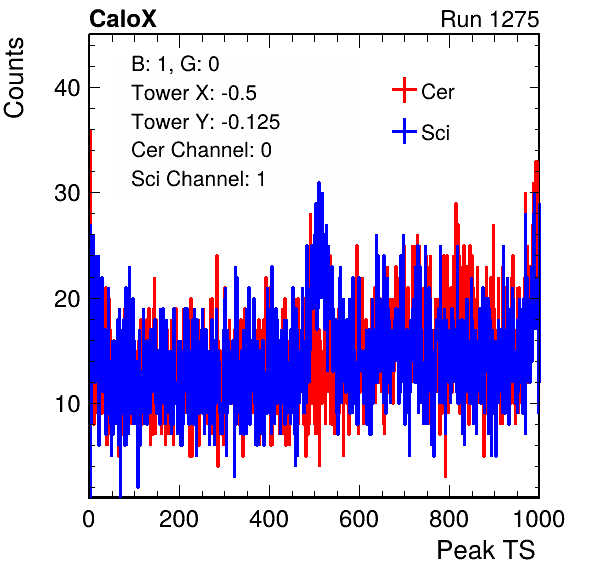 CaloX Run 1275
Counts
B: 1, G: 0
Tower X: -0.5
Tower Y: -0.125
Cer Channel: 0
Sci Channel: 1
Cer
Sci
40
30
20
10
0 200 400 600 800 1000
Peak TS